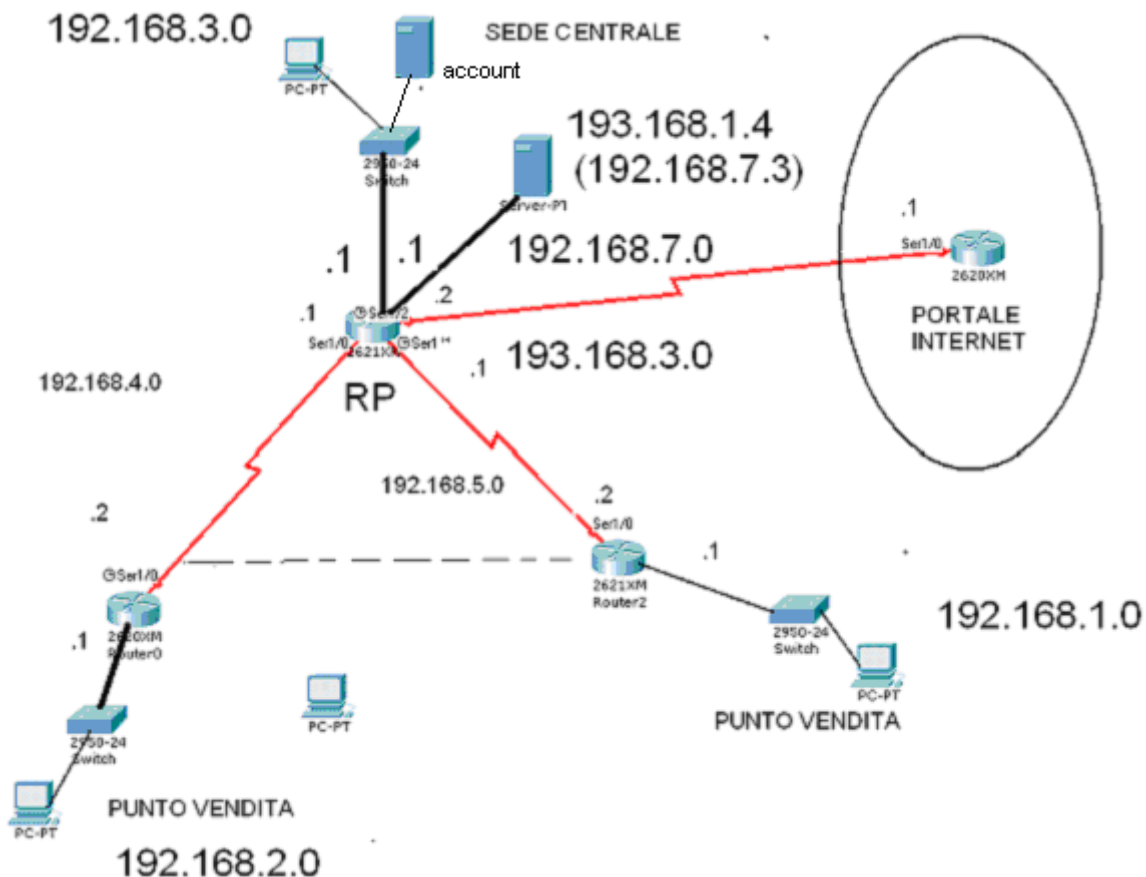 192.168.3.0
SEDE CENTRALE
account
PC-PT
2950-24
Switch
193.168.1.4
(192.168.7.3)
Server-PT
.1
.1
192.168.7.0
.1
Ser1/0
2620XM
PORTALE
INTERNET
.1
.2
Ser1/0
2621XM
.1
193.168.3.0
RP
192.168.4.0
192.168.5.0
.2
.2
Ser1/0
Ser1/0
2621XM
Router2
.1
2620XM
Router0
.1
2950-24
Switch
192.168.1.0
PC-PT
PC-PT
PUNTO VENDITA
2950-24
Switch
PC-PT
PUNTO VENDITA
192.168.2.0